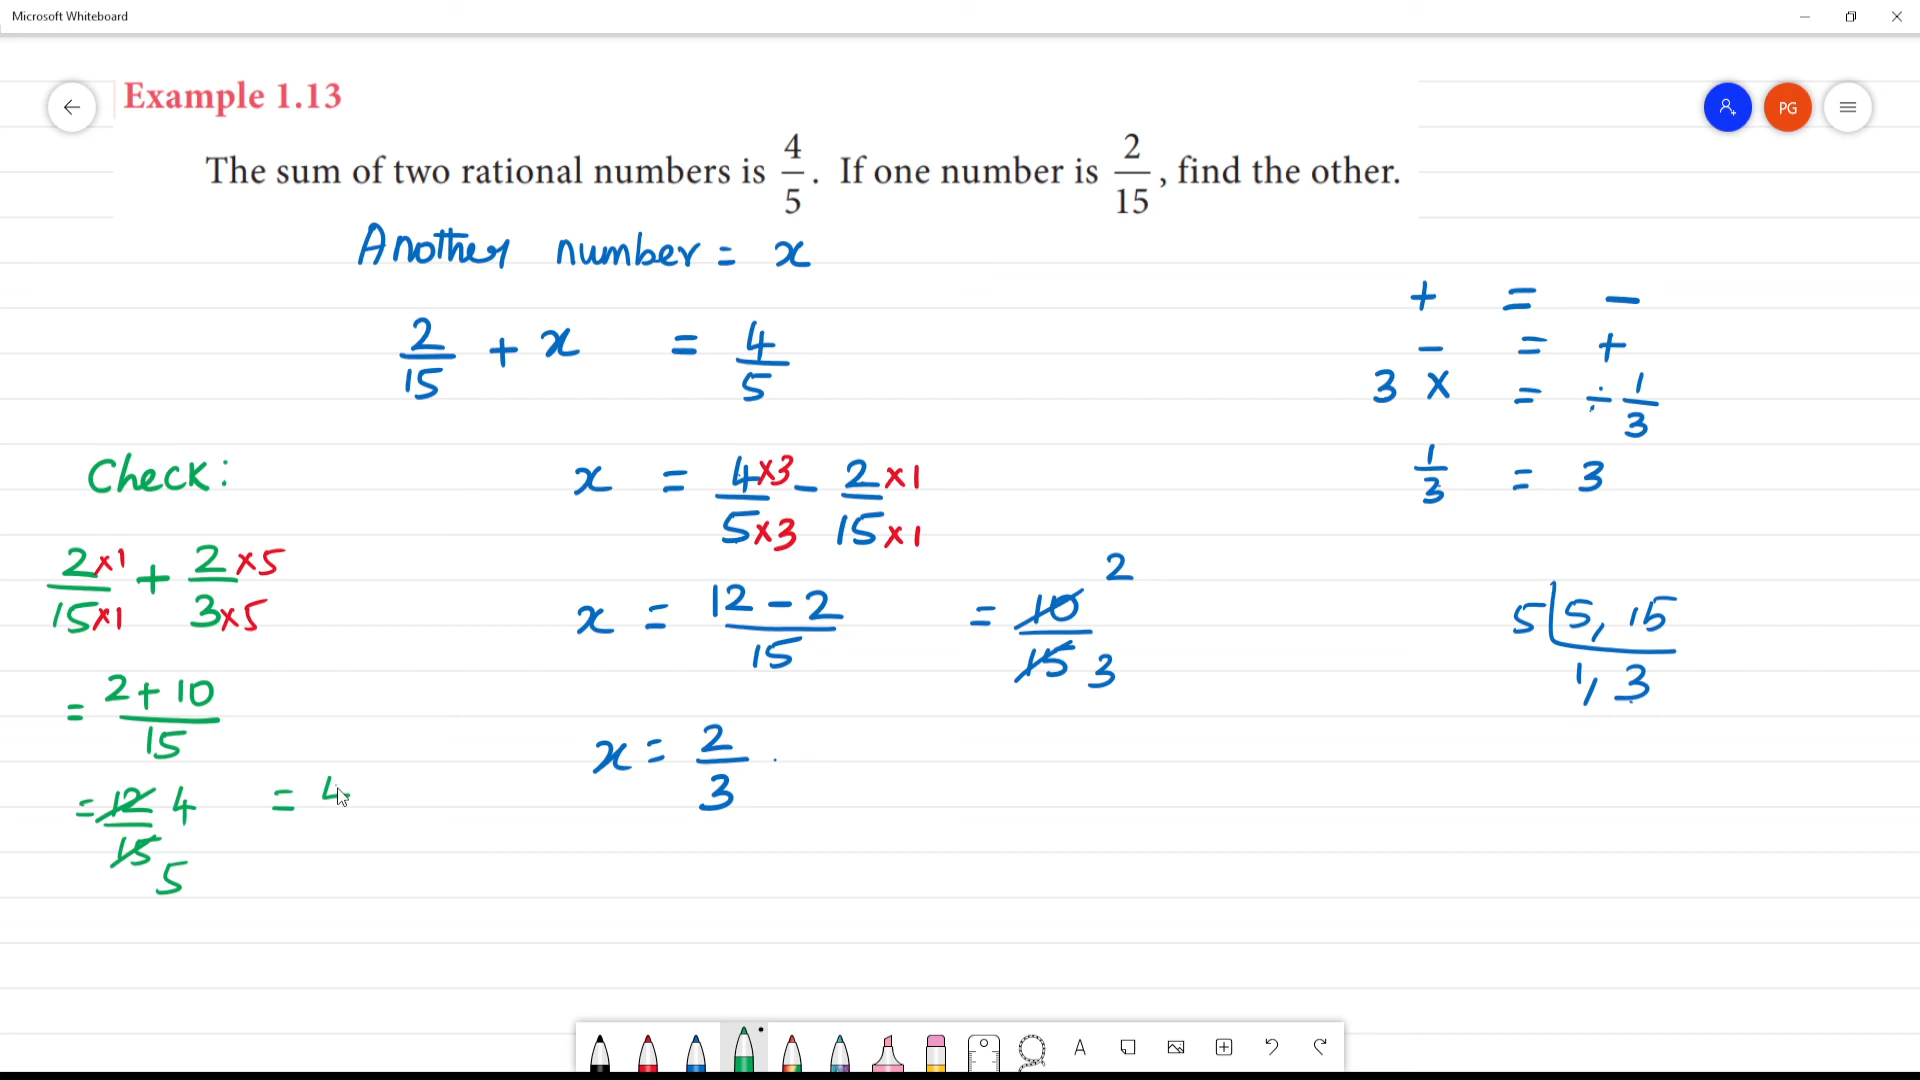 Microsoft Whiteboard
Example 1.13
PG
The sum of two rational numbers is 4/5. If one number is 2/15, find the other.
Another number = x
2/15 + x = 4/5
x = 4×3/5×3 - 2×1/15×1
x = 12 - 2/15 = 10/15 2/3
x = 2/3
+ = -
- = +
3 × = ÷ 1/3
1/3 = 3
5 | 5, 15
1, 3
Check:
2×1/15×1 + 2×5/3×5
= 2 + 10/15
= 12/15 4/5 = 4
A